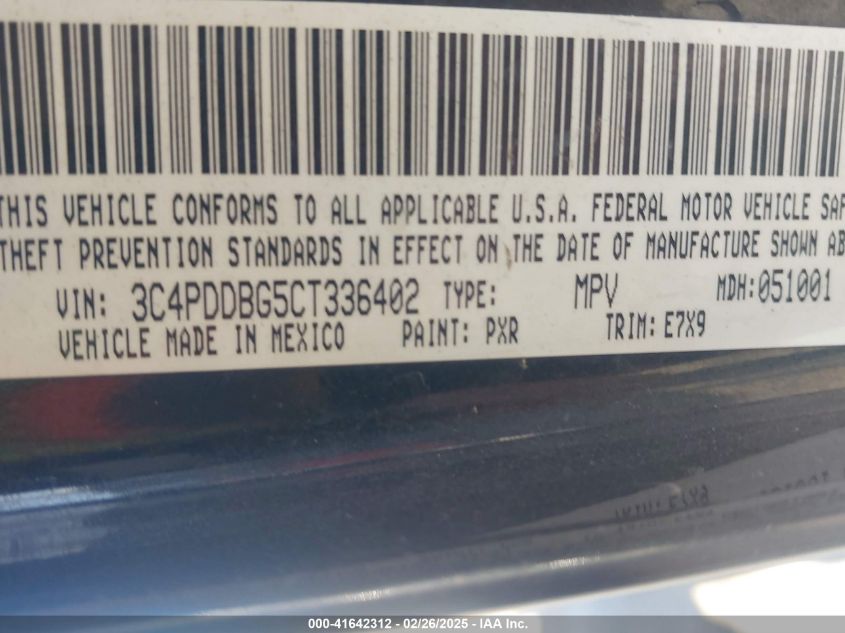 THIS VEHICLE CONFORMS TO ALL APPLICABLE U.S.A. FEDERAL MOTOR VEHICLE SAF
THEFT PREVENTION STANDARDS IN EFFECT ON THE DATE OF MANUFACTURE SHOWN AB
VIN: 3C4PDDBG5CT336402 TYPE: MPV MDH:051001
VEHICLE MADE IN MEXICO PAINT: PXR TRIM: E7X9
000-41642312 - 02/26/2025 - IAA Inc.